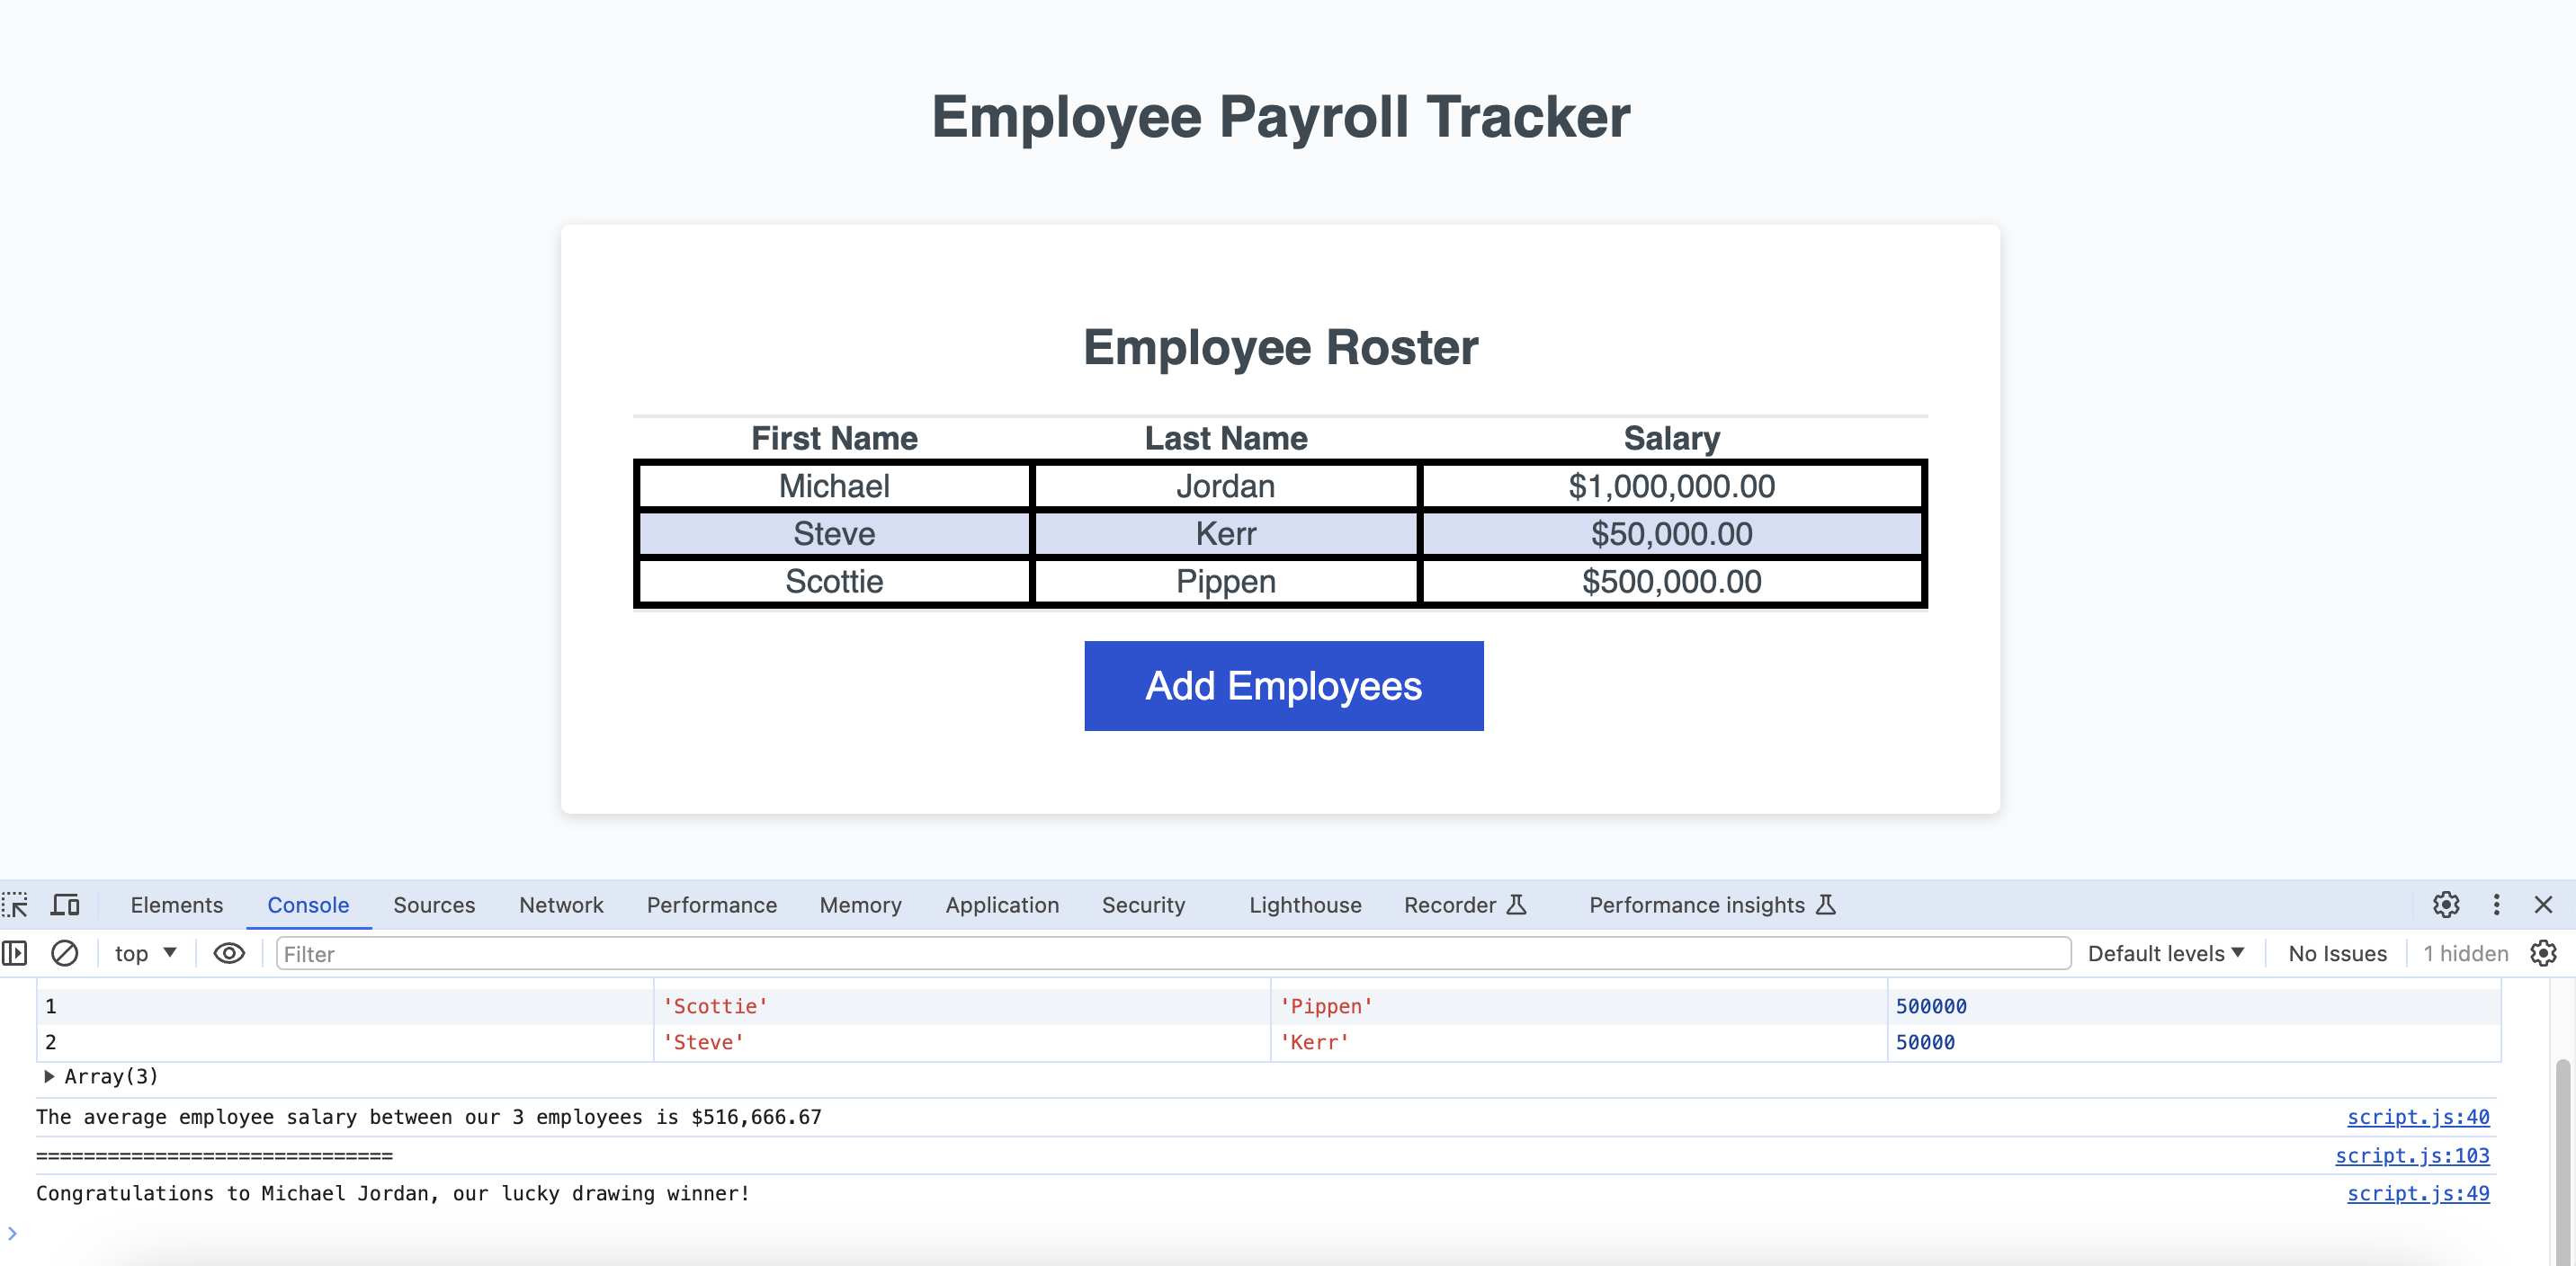 Employee Payroll Tracker
Employee Roster
First Name Last Name Salary
Michael Jordan $1,000,000.00
Steve Kerr $50,000.00
Scottie Pippen $500,000.00
Add Employees
Elements Console Sources Network Performance Memory Application Security Lighthouse Recorder Performance insights
top Filter Default levels No Issues 1 hidden
1 'Scottie' 'Pippen' 500000
2 'Steve' 'Kerr' 50000
Array(3)
The average employee salary between our 3 employees is $516,666.67 script.js:40
============================== script.js:103
Congratulations to Michael Jordan, our lucky drawing winner! script.js:49